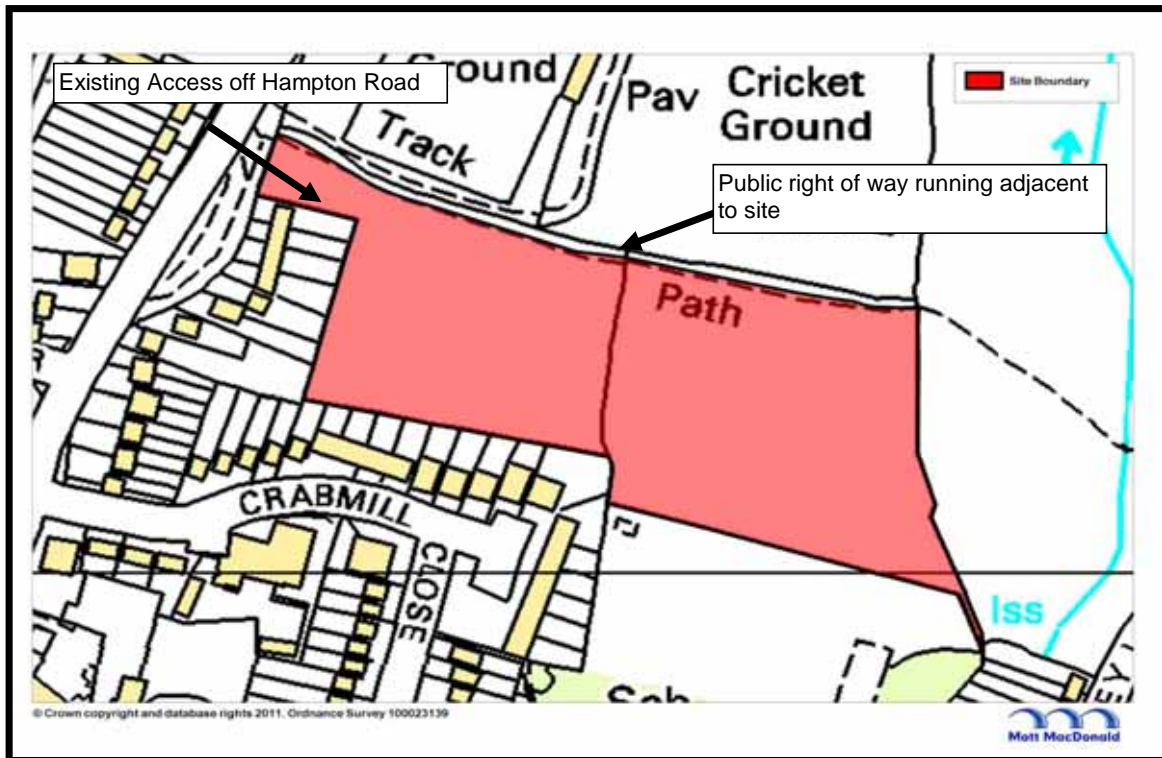 Existing Access off Hampton Road
Ground
Pav
Cricket
Ground
Site Boundary
Track
Public right of way running adjacent
to site
Path
CRABMILL
CLOSE
Iss
© Crown copyright and database rights 2011. Ordnance Survey 100023139
Mott MacDonald